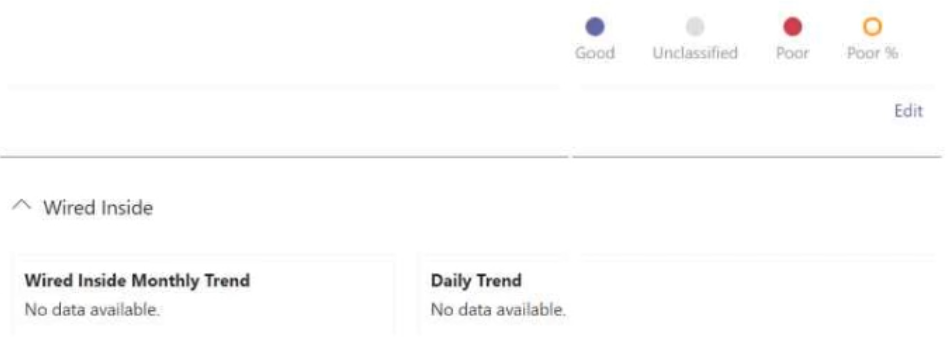 Good Unclassified Poor Poor %
Edit
Wired Inside
Wired Inside Monthly Trend Daily Trend
No data available. No data available.